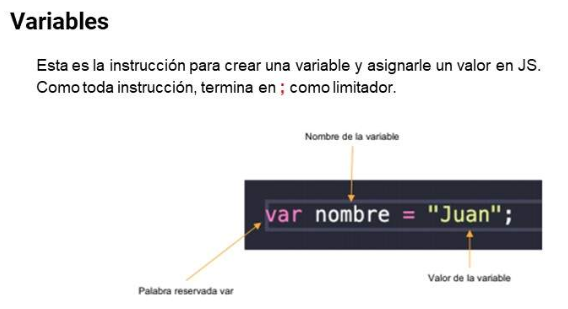 Variables
Esta es la instrucción para crear una variable y asignarle un valor en JS.
Como toda instrucción, termina en ; como limitador.
Nombre de la variable
var nombre = "Juan";
Valor de la variable
Palabra reservada var